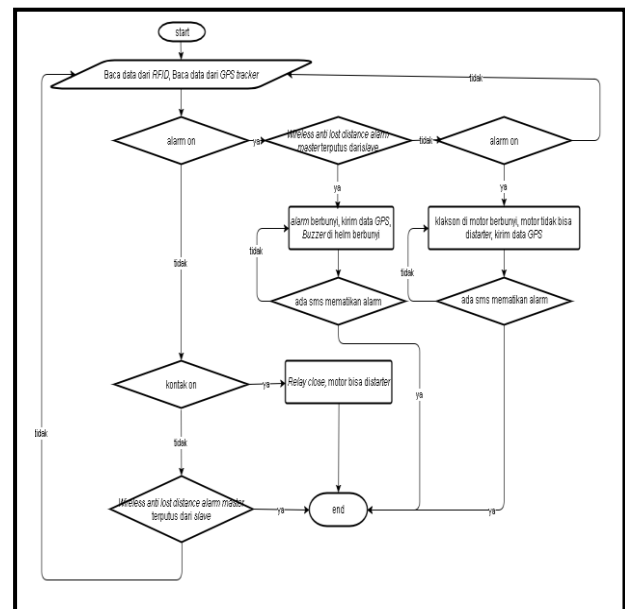 start
Baca data dari RFID, Baca data dari GPS tracker
tidak
alarm on
ya
Wireless anti lost distance alarm
master terputus dari slave
tidak
alarm on
ya
ya
alarm berbunyi, kirim data GPS,
Buzzer di helm berbunyi
klakson di motor berbunyi, motor tidak bisa
distarter, kirim data GPS
tidak
tidak
tidak
ada sms mematikan alarm
ada sms mematikan alarm
kontak on
ya
Relay close, motor bisa distarter
ya
tidak
tidak
Wireless anti lost distance alarm master
terputus dari slave
ya
end
ya